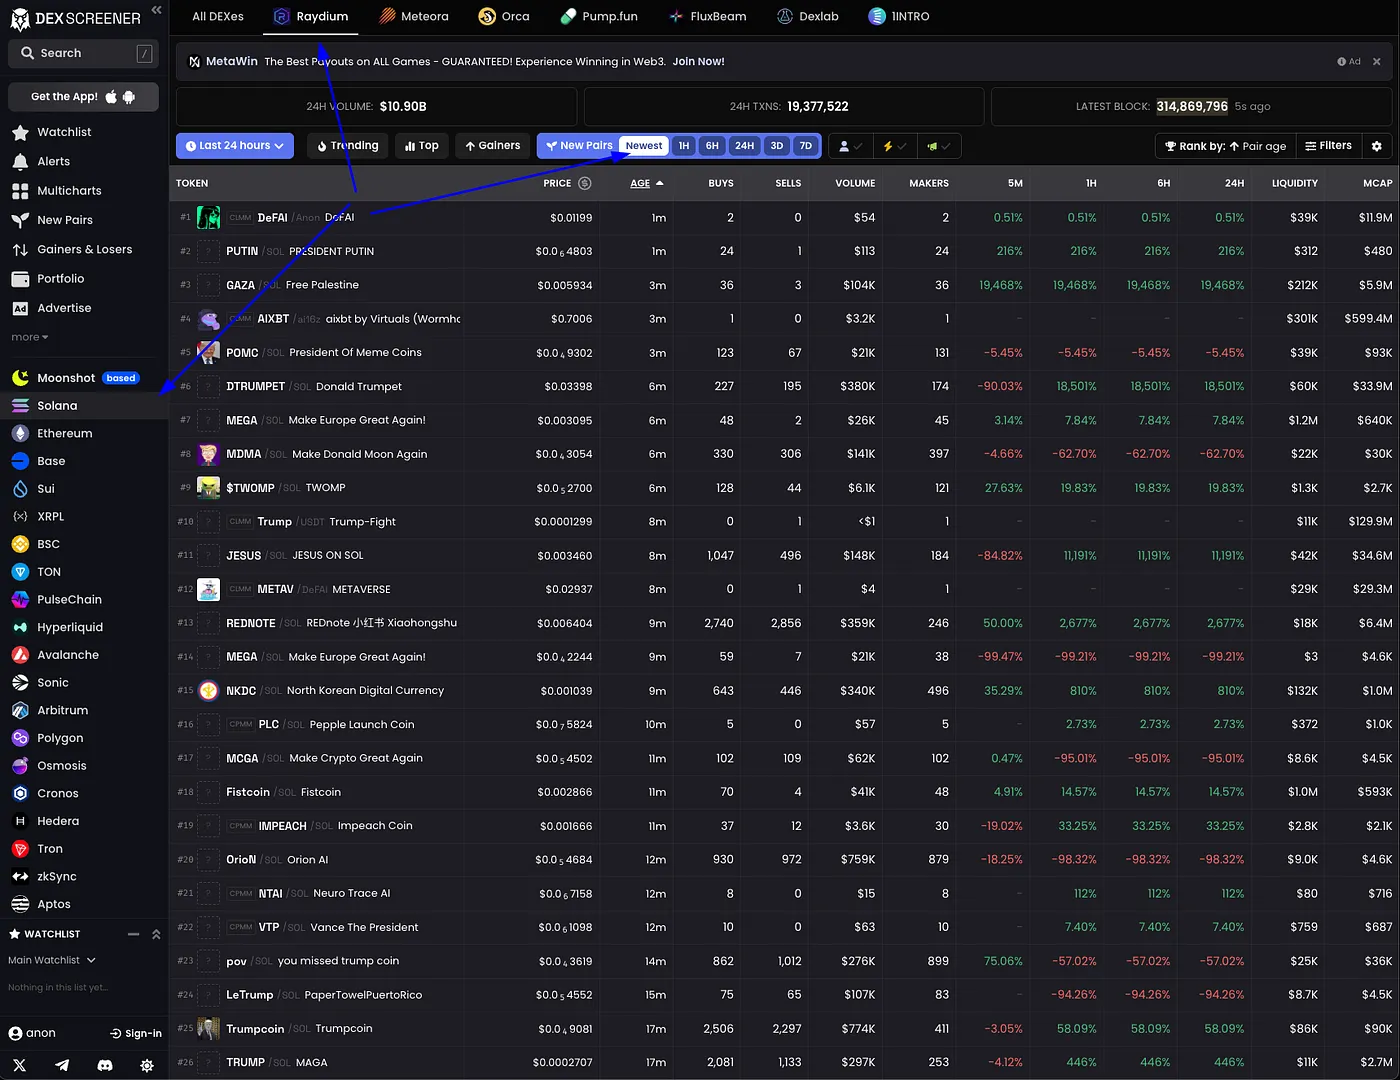 DEX SCREENER
Search /
Get the App!
Watchlist
Alerts
Multicharts
New Pairs
Gainers & Losers
Portfolio
Ad Advertise
more
Moonshot based
Solana
Ethereum
Base
Sui
XRPL
BSC
TON
PulseChain
Hyperliquid
Avalanche
Sonic
Arbitrum
Polygon
Osmosis
Cronos
Hedera
Tron
zkSync
Aptos
WATCHLIST
Main Watchlist
Nothing in this list yet...
anon Sign-in
All DEXes Raydium Meteora Orca Pump.fun FluxBeam Dexlab 1INTRO
MetaWin The Best Payouts on ALL Games - GUARANTEED! Experience Winning in Web3. Join Now! Ad
24H VOLUME: $10.90B 24H TXNS: 19,377,522 LATEST BLOCK: 314,869,796 5s ago
Last 24 hours Trending Top Gainers New Pairs Newest 1H 6H 24H 3D 7D Rank by: Pair age Filters
TOKEN PRICE AGE BUYS SELLS VOLUME MAKERS 5M 1H 6H 24H LIQUIDITY MCAP
#1 CLMM DeFAI / Anon DeFAI $0.01199 1m 2 0 $54 2 0.51% 0.51% 0.51% 0.51% $39K $11.9M
#2 ? PUTIN / SOL PRESIDENT PUTIN $0.0₆4803 1m 24 1 $113 24 216% 216% 216% 216% $312 $480
#3 ? GAZA / SOL Free Palestine $0.005934 3m 36 3 $104K 36 19,468% 19,468% 19,468% 19,468% $212K $5.9M
#4 CLMM AIXBT / ai16z aixbt by Virtuals (Wormho $0.7006 3m 1 0 $3.2K 1 - - - - $301K $599.4M
#5 POMC / SOL President Of Meme Coins $0.0₄9302 3m 123 67 $21K 131 -5.45% -5.45% -5.45% -5.45% $39K $93K
#6 ? DTRUMPET / SOL Donald Trumpet $0.03398 6m 227 195 $380K 174 -90.03% 18,501% 18,501% 18,501% $60K $33.9M
#7 ? MEGA / SOL Make Europe Great Again! $0.003095 6m 48 2 $26K 45 3.14% 7.84% 7.84% 7.84% $1.2M $640K
#8 MDMA / SOL Make Donald Moon Again $0.0₄3054 6m 330 306 $141K 397 -4.66% -62.70% -62.70% -62.70% $22K $30K
#9 $TWOMP / SOL TWOMP $0.0₅2700 6m 128 44 $6.1K 121 27.63% 19.83% 19.83% 19.83% $1.3K $2.7K
#10 ? CLMM Trump / USDT Trump-Fight $0.0001299 8m 0 1 <$1 1 - - - - $11K $129.9M
#11 ? JESUS / SOL JESUS ON SOL $0.003460 8m 1,047 496 $148K 184 -84.82% 11,191% 11,191% 11,191% $42K $34.6M
#12 CLMM METAV / DeFAI METAVERSE $0.02937 8m 0 1 $4 1 - - - - $29K $29.3M
#13 ? REDNOTE / SOL REDnote 小红书 Xiaohongshu $0.006404 9m 2,740 2,856 $359K 246 50.00% 2,677% 2,677% 2,677% $18K $6.4M
#14 ? MEGA / SOL Make Europe Great Again! $0.0₄2244 9m 59 7 $21K 38 -99.47% -99.21% -99.21% -99.21% $3 $4.6K
#15 NKDC / SOL North Korean Digital Currency $0.001039 9m 643 446 $340K 496 35.29% 810% 810% 810% $132K $1.0M
#16 ? CPMM PLC / SOL Pepple Launch Coin $0.0₇5824 10m 5 0 $57 5 - 2.73% 2.73% 2.73% $372 $1.0K
#17 ? MCGA / SOL Make Crypto Great Again $0.0₅4502 11m 102 109 $62K 102 0.47% -95.01% -95.01% -95.01% $8.6K $4.5K
#18 ? Fistcoin / SOL Fistcoin $0.002866 11m 70 4 $41K 48 4.91% 14.57% 14.57% 14.57% $1.0M $593K
#19 ? CPMM IMPEACH / SOL Impeach Coin $0.001666 11m 37 12 $3.6K 30 -19.02% 33.25% 33.25% 33.25% $2.8K $2.1K
#20 ? OrioN / SOL Orion AI $0.0₅4684 12m 930 972 $759K 879 -18.25% -98.32% -98.32% -98.32% $9.0K $4.6K
#21 ? CPMM NTAI / SOL Neuro Trace AI $0.0₆7158 12m 8 0 $15 8 - 112% 112% 112% $80 $716
#22 ? CPMM VTP / SOL Vance The President $0.0₆1098 12m 10 0 $63 10 - 7.40% 7.40% 7.40% $759 $687
#23 ? pov / SOL you missed trump coin $0.0₄3619 14m 862 1,012 $276K 899 75.06% -57.02% -57.02% -57.02% $25K $36K
#24 ? LeTrump / SOL PaperTowelPuertoRico $0.0₅4552 15m 75 65 $107K 83 - -94.26% -94.26% -94.26% $8.7K $4.5K
#25 Trumpcoin / SOL Trumpcoin $0.0₄9081 17m 2,506 2,297 $774K 411 -3.05% 58.09% 58.09% 58.09% $86K $90K
#26 ? TRUMP / SOL MAGA $0.0002707 17m 2,081 1,133 $297K 253 -4.12% 446% 446% 446% $11K $2.7M